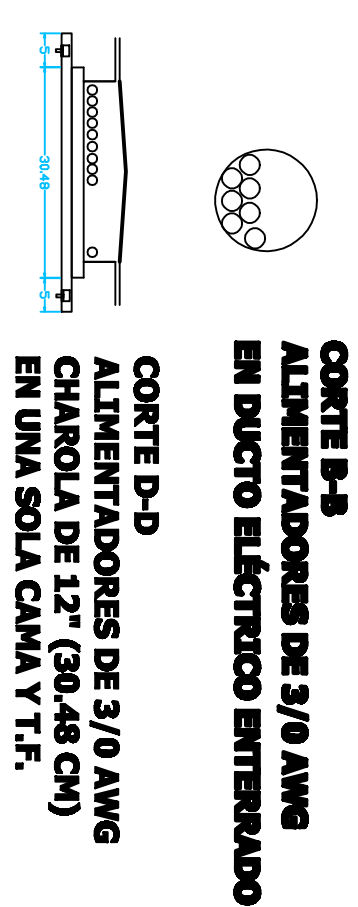 CORTE B-B
ALIMENTADORES DE 3/0 AWG
EN DUCTO ELÉCTRICO ENTERRADO
5
30.48
5
CORTE D-D
ALIMENTADORES DE 3/0 AWG
CHAROLA DE 12" (30.48 CM)
EN UNA SOLA CAMA Y T.F.